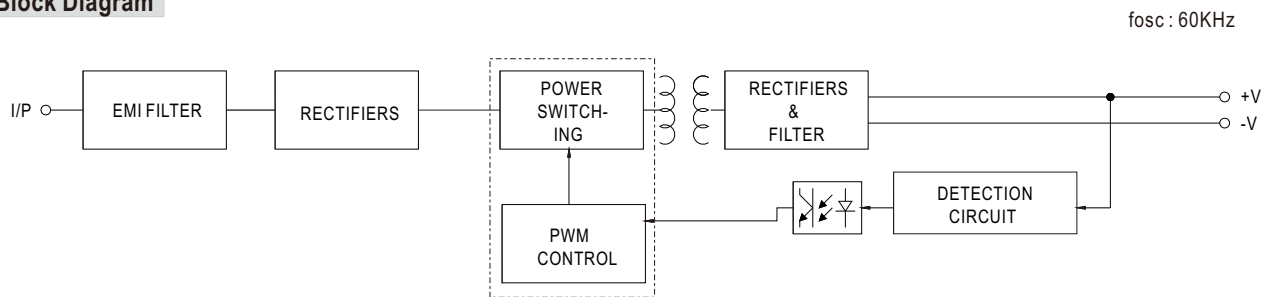 Block Diagram
fosc : 60KHz
I/P
EMI FILTER
RECTIFIERS
POWER
SWITCH-
ING
RECTIFIERS
&
FILTER
+V
-V
DETECTION
CIRCUIT
PWM
CONTROL